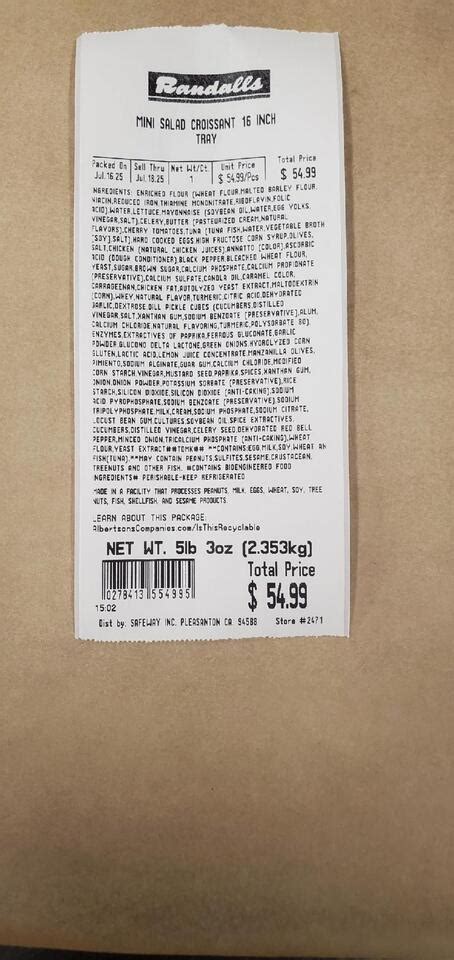 Randalls
MINI SALAD CROISSANT 16 INCH
TRAY
Packed On Sell Thru Net Wt/Ct Unit Price Total Price
Jul.16.25 Jul.18.25 1 $ 54.99/Pcs $ 54.99
INGREDIENTS: ENRICHED FLOUR (WHEAT FLOUR,MALTED BARLEY FLOUR,
NIACIN,REDUCED IRON,THIAMINE MONONITRATE,RIBOFLAVIN,FOLIC
ACID),WATER,LETTUCE,MAYONNAISE (SOYBEAN OIL,WATER,EGG YOLKS,
VINEGAR,SALT),CELERY,BUTTER (PASTEURIZED CREAM,NATURAL
FLAVORS),CHERRY TOMATOES,TUNA (TUNA FISH,WATER,VEGETABLE BROTH
[SOY],SALT),HARD COOKED EGGS,HIGH FRUCTOSE CORN SYRUP,OLIVES,
SALT,CHICKEN (NATURAL CHICKEN JUICES),ANNATTO [COLOR],ASCORBIC
ACID (DOUGH CONDITIONER),BLACK PEPPER,BLEACHED WHEAT FLOUR,
YEAST,SUGAR,BROWN SUGAR,CALCIUM PHOSPHATE,CALCIUM PROPIONATE
(PRESERVATIVE),CALCIUM SULFATE,CANOLA OIL,CARAMEL COLOR,
CARRAGEENAN,CHICKEN FAT,AUTOLYZED YEAST EXTRACT,MALTODEXTRIN
(CORN),WHEY,NATURAL FLAVOR,TURMERIC,CITRIC ACID,DEHYDRATED
GARLIC,DEXTROSE,DILL PICKLE CUBES (CUCUMBERS,DISTILLED
VINEGAR,SALT,XANTHAN GUM,SODIUM BENZOATE [PRESERVATIVE],ALUM,
CALCIUM CHLORIDE,NATURAL FLAVORING,TURMERIC,POLYSORBATE 80),
ENZYMES,EXTRACTIVES OF PAPRIKA,FERROUS GLUCONATE,GARLIC
POWDER,GLUCONO DELTA LACTONE,GREEN ONIONS,HYDROLYZED CORN
GLUTEN,LACTIC ACID,LEMON JUICE CONCENTRATE,MANZANILLA OLIVES,
PIMIENTO,SODIUM ALGINATE,GUAR GUM,CALCIUM CHLORIDE,MODIFIED
CORN STARCH,VINEGAR,MUSTARD SEED,PAPRIKA,SPICES,XANTHAN GUM,
ONION,ONION POWDER,POTASSIUM SORBATE (PRESERVATIVE),RICE
STARCH,SILICON DIOXIDE,SILICON DIOXIDE (ANTI-CAKING),SODIUM
ACID PYROPHOSPHATE,SODIUM BENZOATE (PRESERVATIVE),SODIUM
TRIPOLYPHOSPHATE,MILK,CREAM,SODIUM PHOSPHATE,SODIUM CITRATE,
LOCUST BEAN GUM,CULTURES,SOYBEAN OIL,SPICE EXTRACTIVES,
CUCUMBERS,DISTILLED VINEGAR,CELERY SEED,DEHYDRATED RED BELL
PEPPER,MINCED ONION,TRICALCIUM PHOSPHATE (ANTI-CAKING),WHEAT
FLOUR,YEAST EXTRACT##TOMK## **CONTAINS:EGG,MILK,SOY,WHEAT AN
FISH(TUNA).**MAY CONTAIN PEANUTS,SULFITES,SESAME,CRUSTACEAN,
TREENUTS AND OTHER FISH. #CONTAINS BIOENGINEERED FOOD
INGREDIENTS# PERISHABLE-KEEP REFRIGERATED
MADE IN A FACILITY THAT PROCESSES PEANUTS, MILK, EGGS, WHEAT, SOY, TREE
NUTS, FISH, SHELLFISH, AND SESAME PRODUCTS.
LEARN ABOUT THIS PACKAGE:
AlbertsonsCompanies.com/IsThisRecyclable
NET WT. 5lb 3oz (2.353kg)
Total Price
$ 54.99
0278413 554995
15:02
Dist by: SAFEWAY INC. PLEASANTON CA 94588 Store #2471